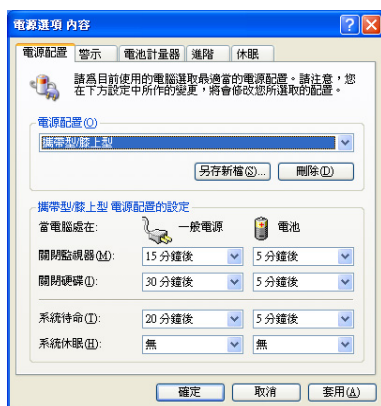 電源選項 內容
電源配置 警示 電池計量器 進階 休眠
請為目前使用的電腦選取最適當的電源配置。請注意，您
在下方設定中所作的變更，將會修改您所選取的配置。
電源配置(O)
攜帶型/膝上型
另存新檔(S)... 刪除(D)
攜帶型/膝上型 電源配置的設定
當電腦處在: 一般電源 電池
關閉監視器(M): 15 分鐘後 5 分鐘後
關閉硬碟(I): 30 分鐘後 5 分鐘後
系統待命(T): 20 分鐘後 5 分鐘後
系統休眠(H): 無 無
確定 取消 套用(A)